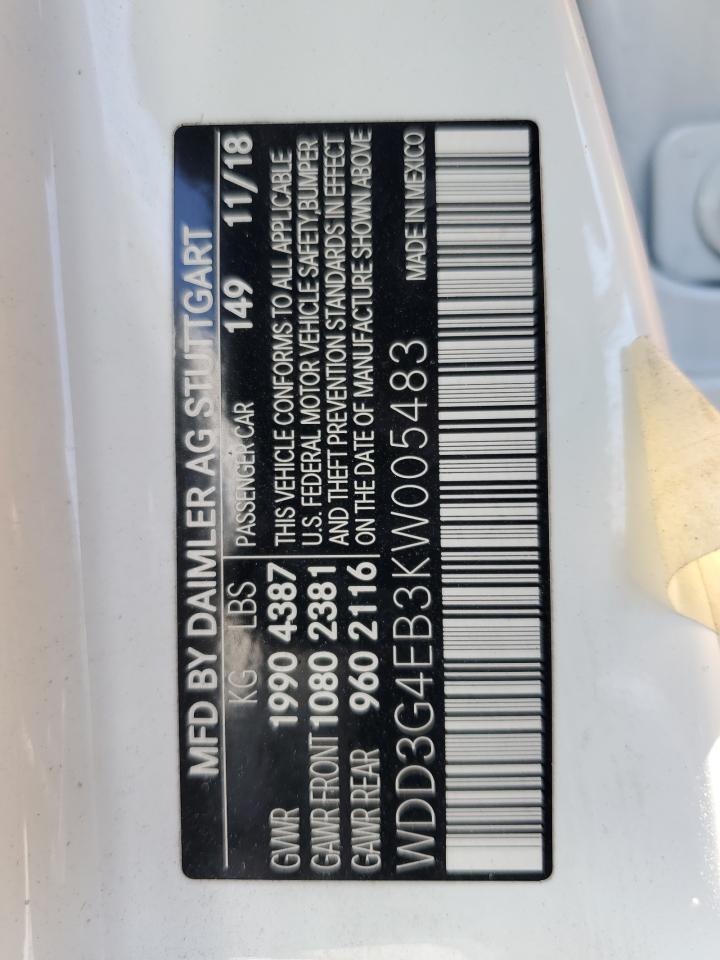 MFD BY DAIMLER AG STUTTGART
KG LBS PASSENGER CAR 149 11/18
GVWR 1990 4387 THIS VEHICLE CONFORMS TO ALL APPLICABLE
GAWR FRONT 1080 2381 U.S. FEDERAL MOTOR VEHICLE SAFETY,BUMPER
GAWR REAR 960 2116 AND THEFT PREVENTION STANDARDS IN EFFECT
ON THE DATE OF MANUFACTURE SHOWN ABOVE
WDD3G4EB3KW005483 MADE IN MEXICO